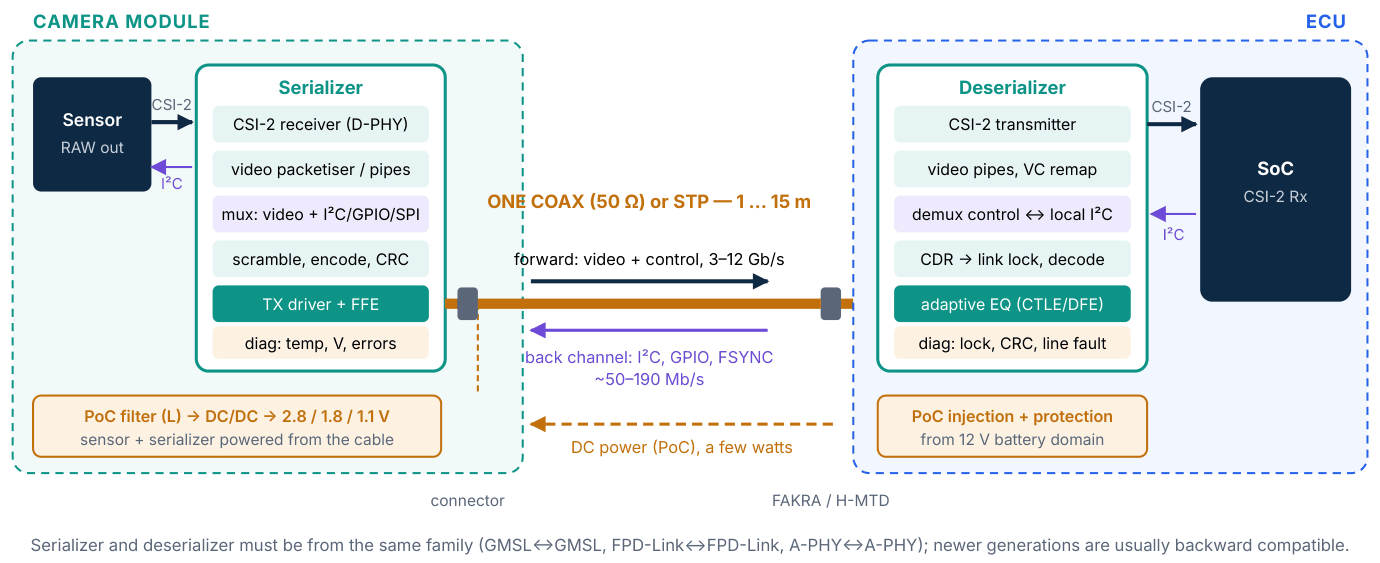 CAMERA MODULE
ECU
Sensor
RAW out
CSI-2
I²C
Serializer
CSI-2 receiver (D-PHY)
video packetiser / pipes
mux: video + I²C/GPIO/SPI
scramble, encode, CRC
TX driver + FFE
diag: temp, V, errors
PoC filter (L) → DC/DC → 2.8 / 1.8 / 1.1 V
sensor + serializer powered from the cable
ONE COAX (50 Ω) or STP — 1 … 15 m
forward: video + control, 3–12 Gb/s
back channel: I²C, GPIO, FSYNC
~50–190 Mb/s
DC power (PoC), a few watts
Deserializer
CSI-2 transmitter
video pipes, VC remap
demux control ↔ local I²C
CDR → link lock, decode
adaptive EQ (CTLE/DFE)
diag: lock, CRC, line fault
PoC injection + protection
from 12 V battery domain
CSI-2
I²C
SoC
CSI-2 Rx
connector
FAKRA / H-MTD
Serializer and deserializer must be from the same family (GMSL↔GMSL, FPD-Link↔FPD-Link, A-PHY↔A-PHY); newer generations are usually backward compatible.